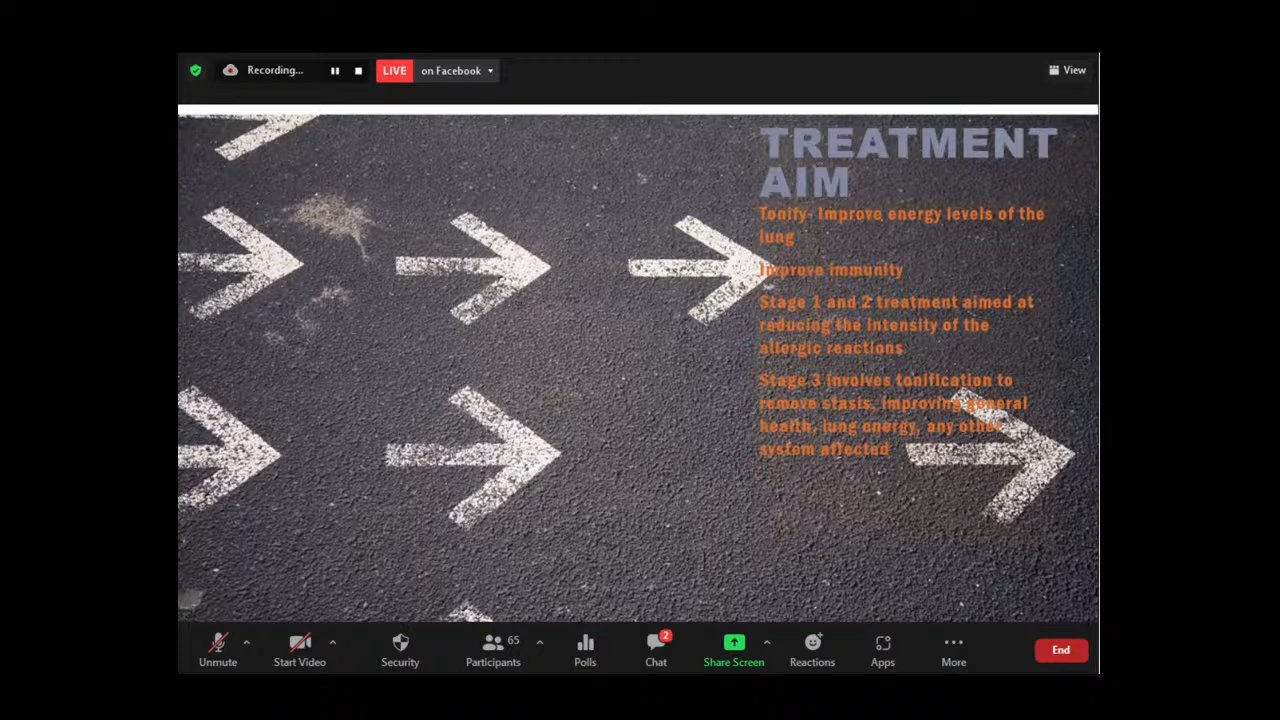 Recording...
LIVE
on Facebook
View
TREATMENT
AIM
Tonify- Improve energy levels of the
lung
Improve immunity
Stage 1 and 2 treatment aimed at
reducing the intensity of the
allergic reactions
Stage 3 involves tonification to
remove stasis, improving general
health, lung energy, any other
system affected
Unmute
Start Video
Security
65
Participants
Polls
2
Chat
Share Screen
Reactions
Apps
More
End